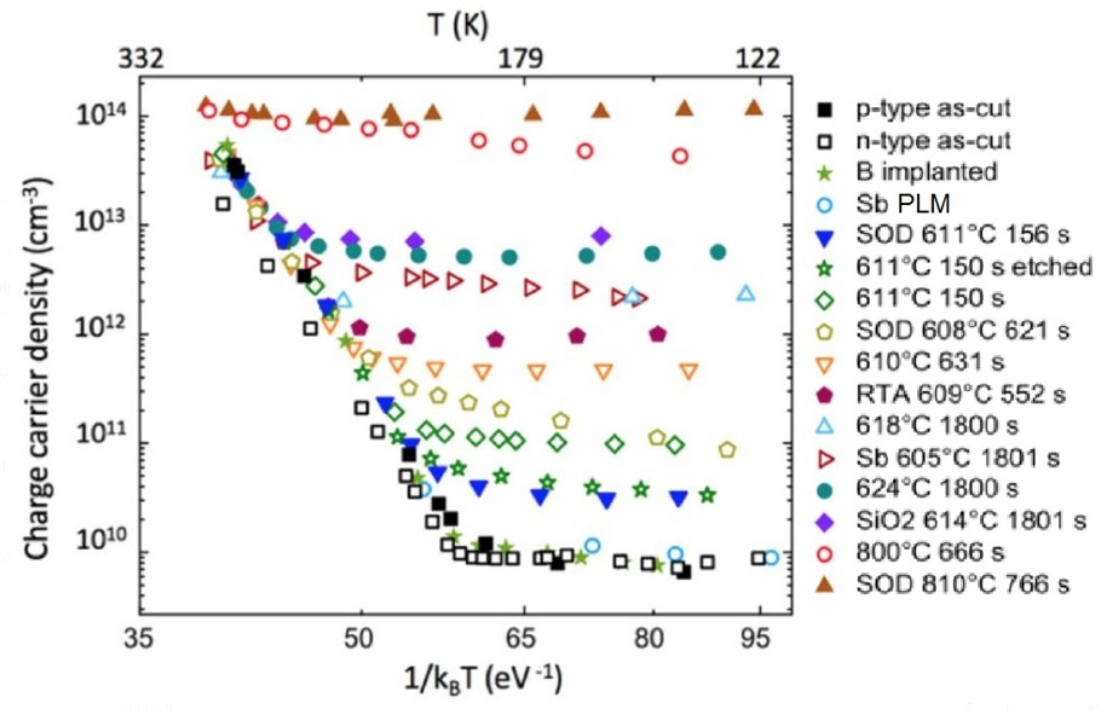 T (K)
332 179 122
10¹⁴
10¹³
10¹²
10¹¹
10¹⁰
Charge carrier density (cm⁻³)
35 50 65 80 95
1/k_BT (eV⁻¹)
p-type as-cut
n-type as-cut
B implanted
Sb PLM
SOD 611°C 156 s
611°C 150 s etched
611°C 150 s
SOD 608°C 621 s
610°C 631 s
RTA 609°C 552 s
618°C 1800 s
Sb 605°C 1801 s
624°C 1800 s
SiO2 614°C 1801 s
800°C 666 s
SOD 810°C 766 s